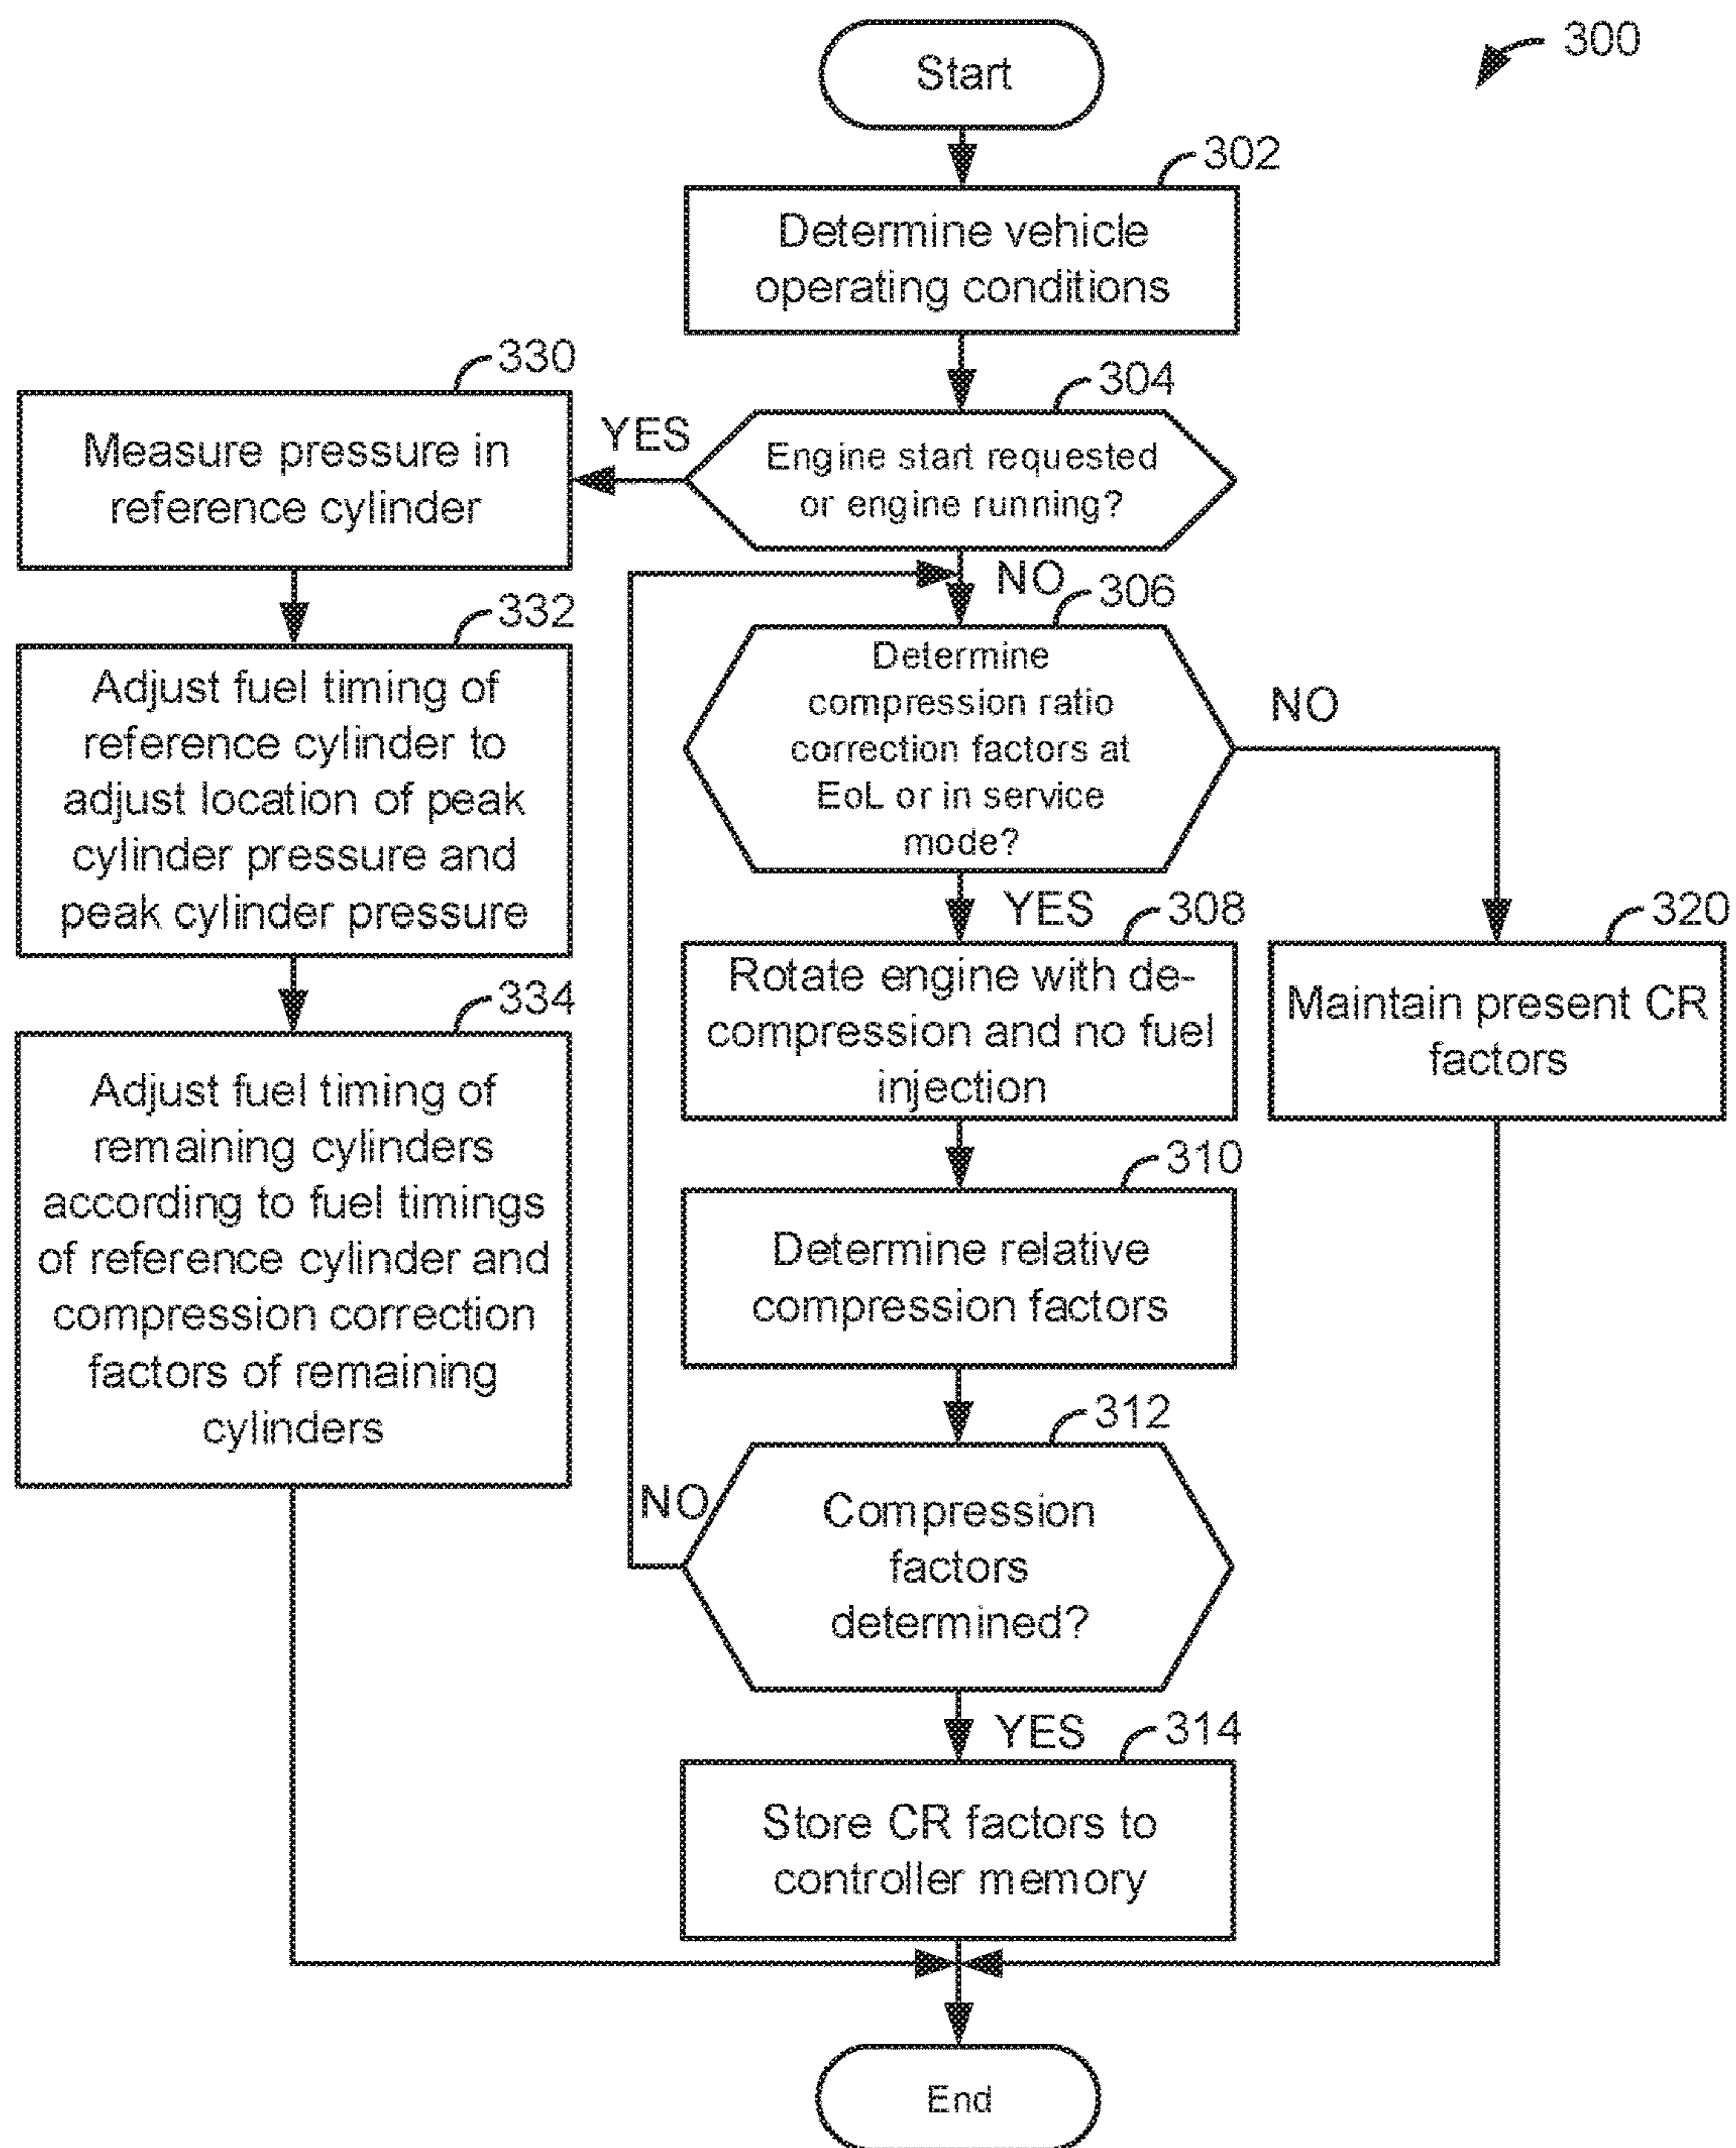 300
Start
302
Determine vehicle
operating conditions
304
Engine start requested
or engine running?
YES
NO
330
Measure pressure in
reference cylinder
332
Adjust fuel timing of
reference cylinder to
adjust location of peak
cylinder pressure and
peak cylinder pressure
334
Adjust fuel timing of
remaining cylinders
according to fuel timings
of reference cylinder and
compression correction
factors of remaining
cylinders
306
Determine
compression ratio
correction factors at
EoL or in service
mode?
NO
YES
320
Maintain present CR
factors
308
Rotate engine with de-
compression and no fuel
injection
310
Determine relative
compression factors
312
Compression
factors
determined?
NO
YES
314
Store CR factors to
controller memory
End